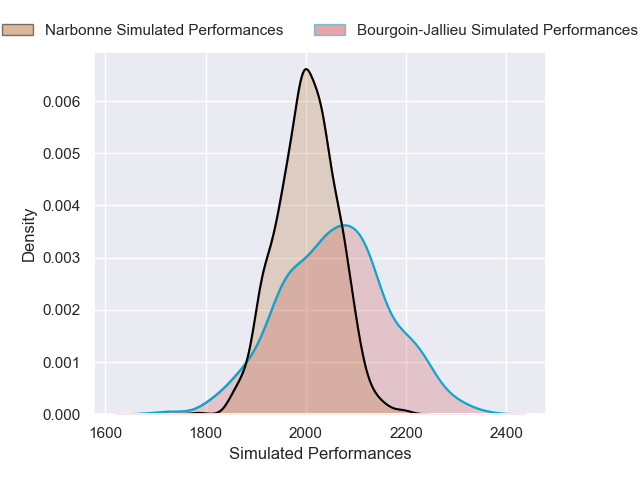 Narbonne Simulated Performances
Bourgoin-Jallieu Simulated Performances
0.006
0.005
0.004
0.003
0.002
0.001
0.000
Density
1600 1800 2000 2200 2400
Simulated Performances